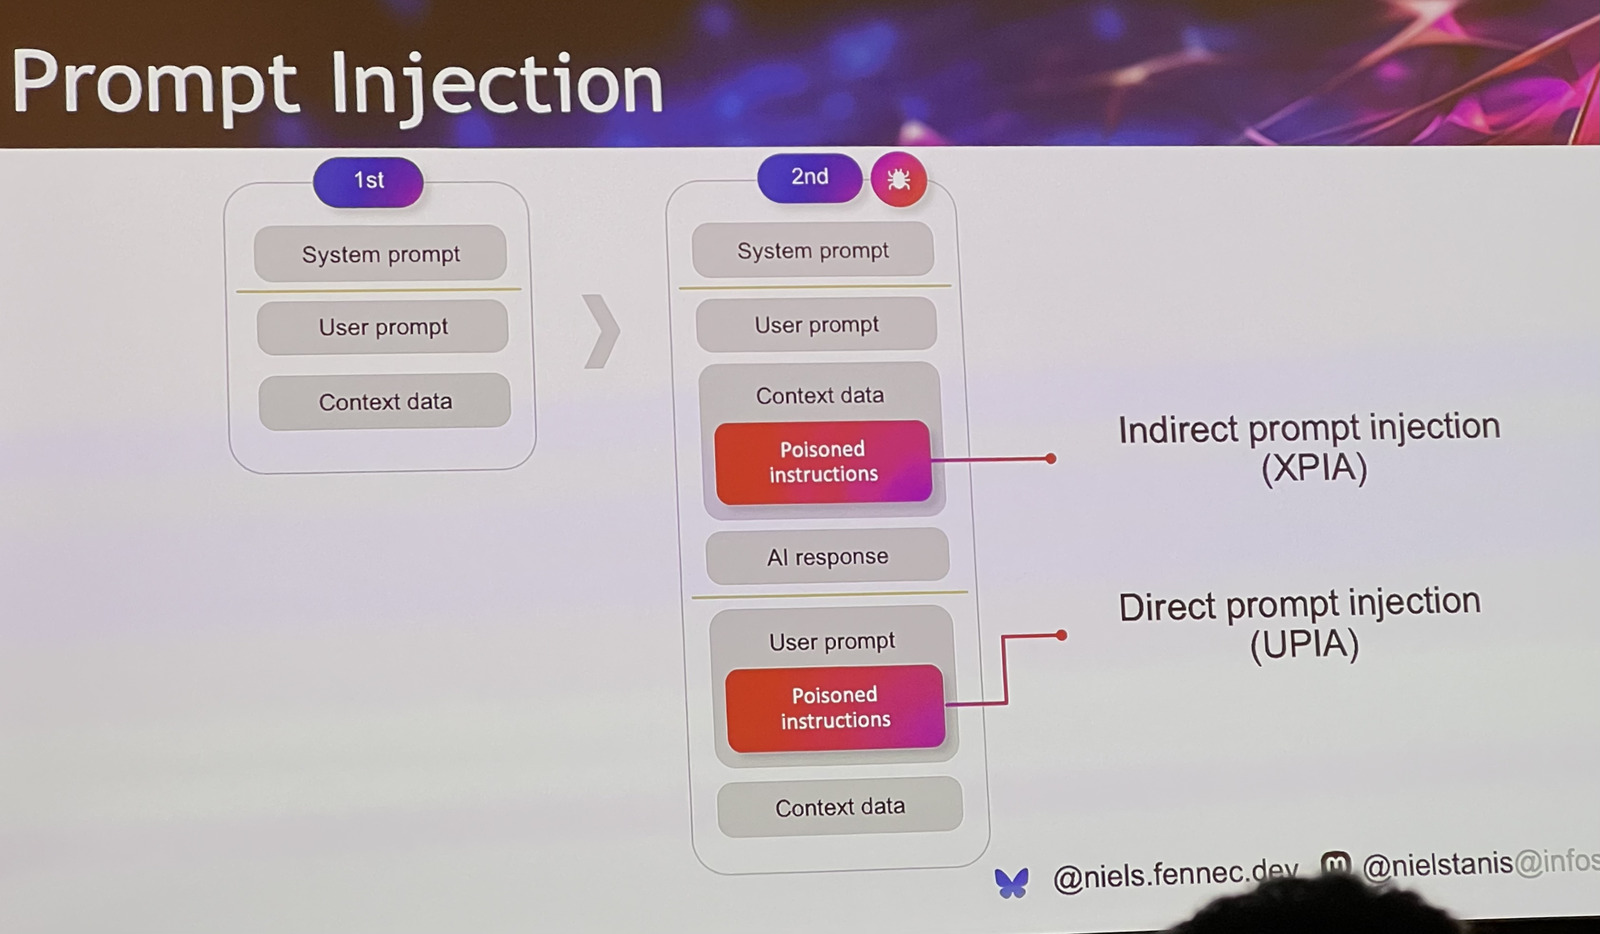 Prompt Injection
1st
System prompt
User prompt
Context data
2nd
System prompt
User prompt
Context data
Poisoned
instructions
AI response
User prompt
Poisoned
instructions
Context data
Indirect prompt injection
(XPIA)
Direct prompt injection
(UPIA)
@niels.fennec.dev @nielstanis@infos